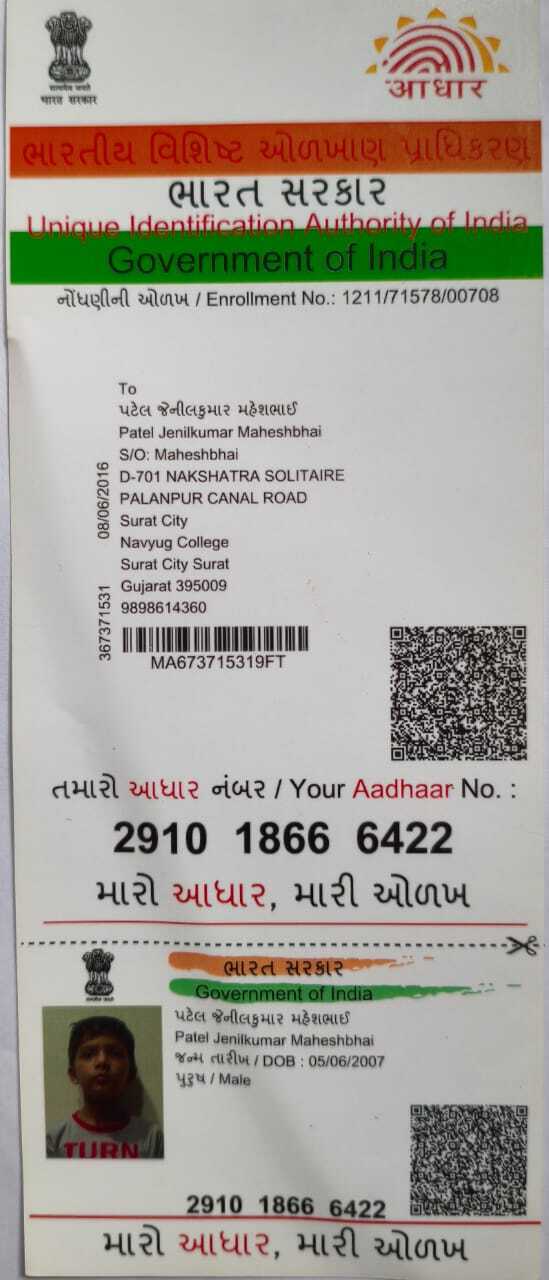 सत्यमेव जयते
भारत सरकार
आधार
ભારતીય વિશિષ્ટ ઓળખાણ પ્રાધિકરણ
ભારત સરકાર
Unique Identification Authority of India
Government of India
નોંધણીની ઓળખ / Enrollment No.: 1211/71578/00708
To
પટેલ જેનીલકુમાર મહેશભાઈ
Patel Jenilkumar Maheshbhai
S/O: Maheshbhai
D-701 NAKSHATRA SOLITAIRE
PALANPUR CANAL ROAD
Surat City
Navyug College
Surat City Surat
Gujarat 395009
9898614360
08/06/2016
367371531
MA673715319FT
તમારો આધાર નંબર / Your Aadhaar No. :
2910 1866 6422
મારો આધાર, મારી ઓળખ
ભારત સરકાર
Government of India
પટેલ જેનીલકુમાર મહેશભાઈ
Patel Jenilkumar Maheshbhai
જન્મ તારીખ / DOB : 05/06/2007
પુરુષ / Male
TURN
2910 1866 6422
મારો આધાર, મારી ઓળખ